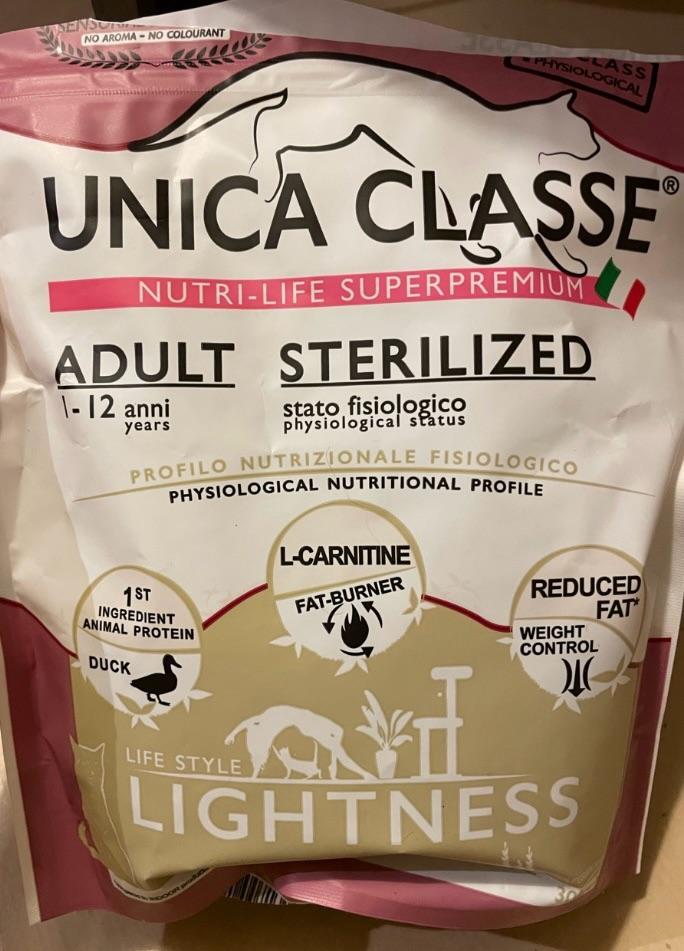 NO AROMA - NO COLOURANT
CLASS
PHYSIOLOGICAL
UNICA CLASSE®
NUTRI-LIFE SUPERPREMIUM
ADULT STERILIZED
1-12 anni
years
stato fisiologico
physiological status
PROFILO NUTRIZIONALE FISIOLOGICO
PHYSIOLOGICAL NUTRITIONAL PROFILE
L-CARNITINE
FAT-BURNER
1ST
INGREDIENT
ANIMAL PROTEIN
DUCK
REDUCED
FAT*
WEIGHT
CONTROL
LIFE STYLE
LIGHTNESS